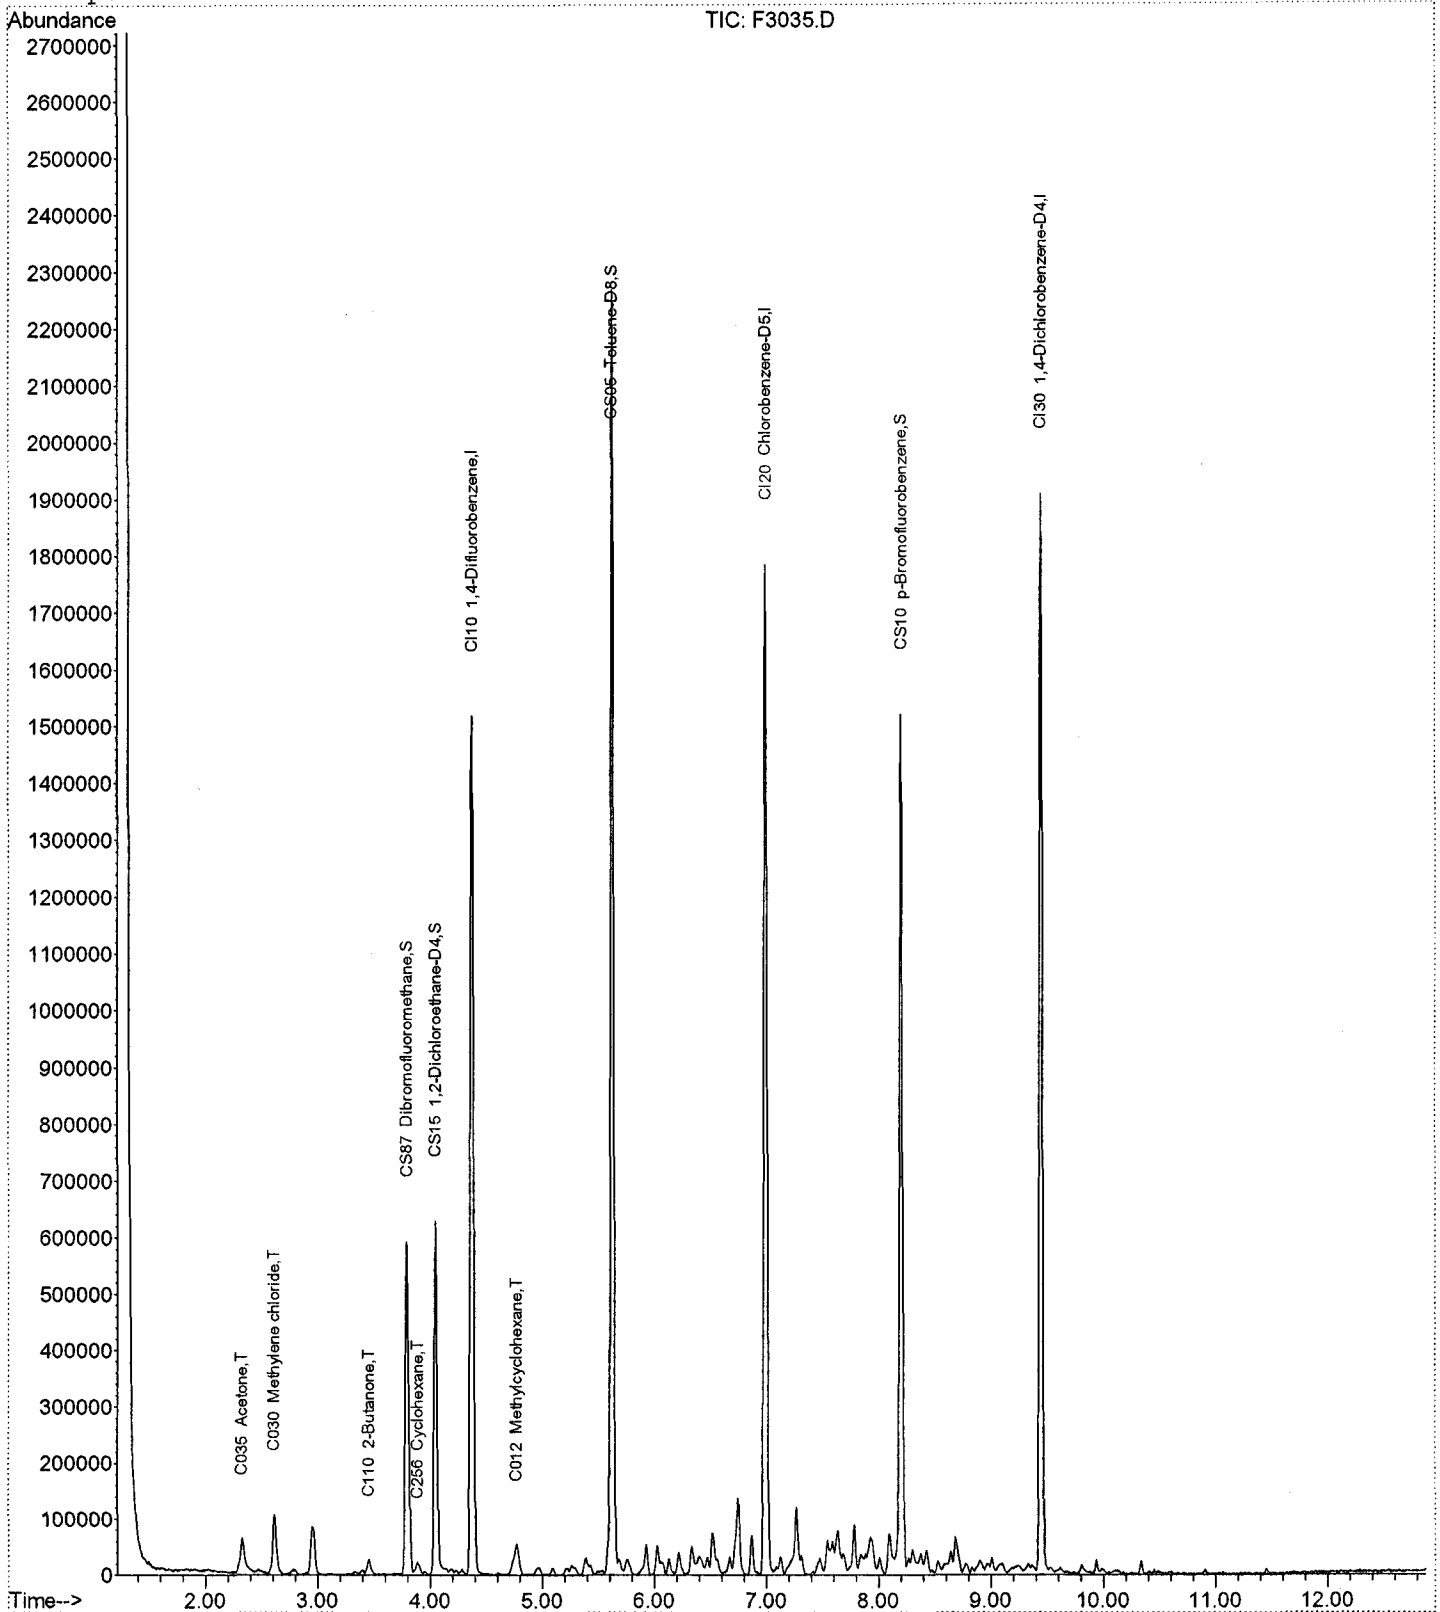 Abundance
TIC: F3035.D
2700000
2600000
2500000
2400000
2300000
2200000
2100000
2000000
1900000
1800000
1700000
1600000
1500000
1400000
1300000
1200000
1100000
1000000
900000
800000
700000
600000
500000
400000
300000
200000
100000
0
C035 Acetone,T
C030 Methylene chloride,T
C110 2-Butanone,T
CS87 Dibromofluoromethane,S
C256 Cyclohexane,T
CS15 1,2-Dichloroethane-D4,S
CI10 1,4-Difluorobenzene,I
C012 Methylcyclohexane,T
CS05 Toluene-D8,S
CI20 Chlorobenzene-D5,I
CS10 p-Bromofluorobenzene,S
CI30 1,4-Dichlorobenzene-D4,I
Time--> 2.00 3.00 4.00 5.00 6.00 7.00 8.00 9.00 10.00 11.00 12.00